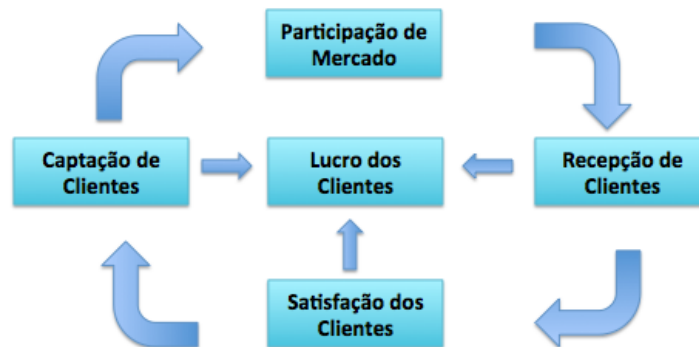 Participação de
Mercado
Captação de
Clientes
Lucro dos
Clientes
Recepção de
Clientes
Satisfação dos
Clientes